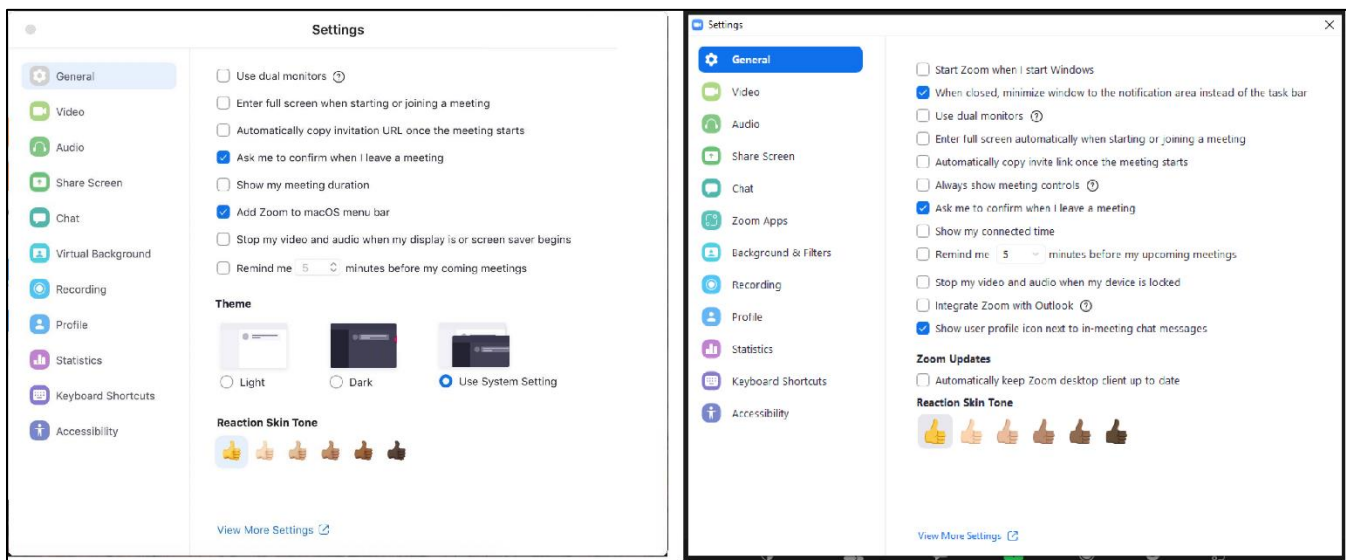 Settings
General
Video
Audio
Share Screen
Chat
Virtual Background
Recording
Profile
Statistics
Keyboard Shortcuts
Accessibility
Use dual monitors ?
Enter full screen when starting or joining a meeting
Automatically copy invitation URL once the meeting starts
Ask me to confirm when I leave a meeting
Show my meeting duration
Add Zoom to macOS menu bar
Stop my video and audio when my display is or screen saver begins
Remind me 5 minutes before my coming meetings
Theme
Light Dark Use System Setting
Reaction Skin Tone
View More Settings
Settings
General
Video
Audio
Share Screen
Chat
Zoom Apps
Background & Filters
Recording
Profile
Statistics
Keyboard Shortcuts
Accessibility
Start Zoom when I start Windows
When closed, minimize window to the notification area instead of the task bar
Use dual monitors ?
Enter full screen automatically when starting or joining a meeting
Automatically copy invite link once the meeting starts
Always show meeting controls ?
Ask me to confirm when I leave a meeting
Show my connected time
Remind me 5 minutes before my upcoming meetings
Stop my video and audio when my device is locked
Integrate Zoom with Outlook ?
Show user profile icon next to in-meeting chat messages
Zoom Updates
Automatically keep Zoom desktop client up to date
Reaction Skin Tone
View More Settings